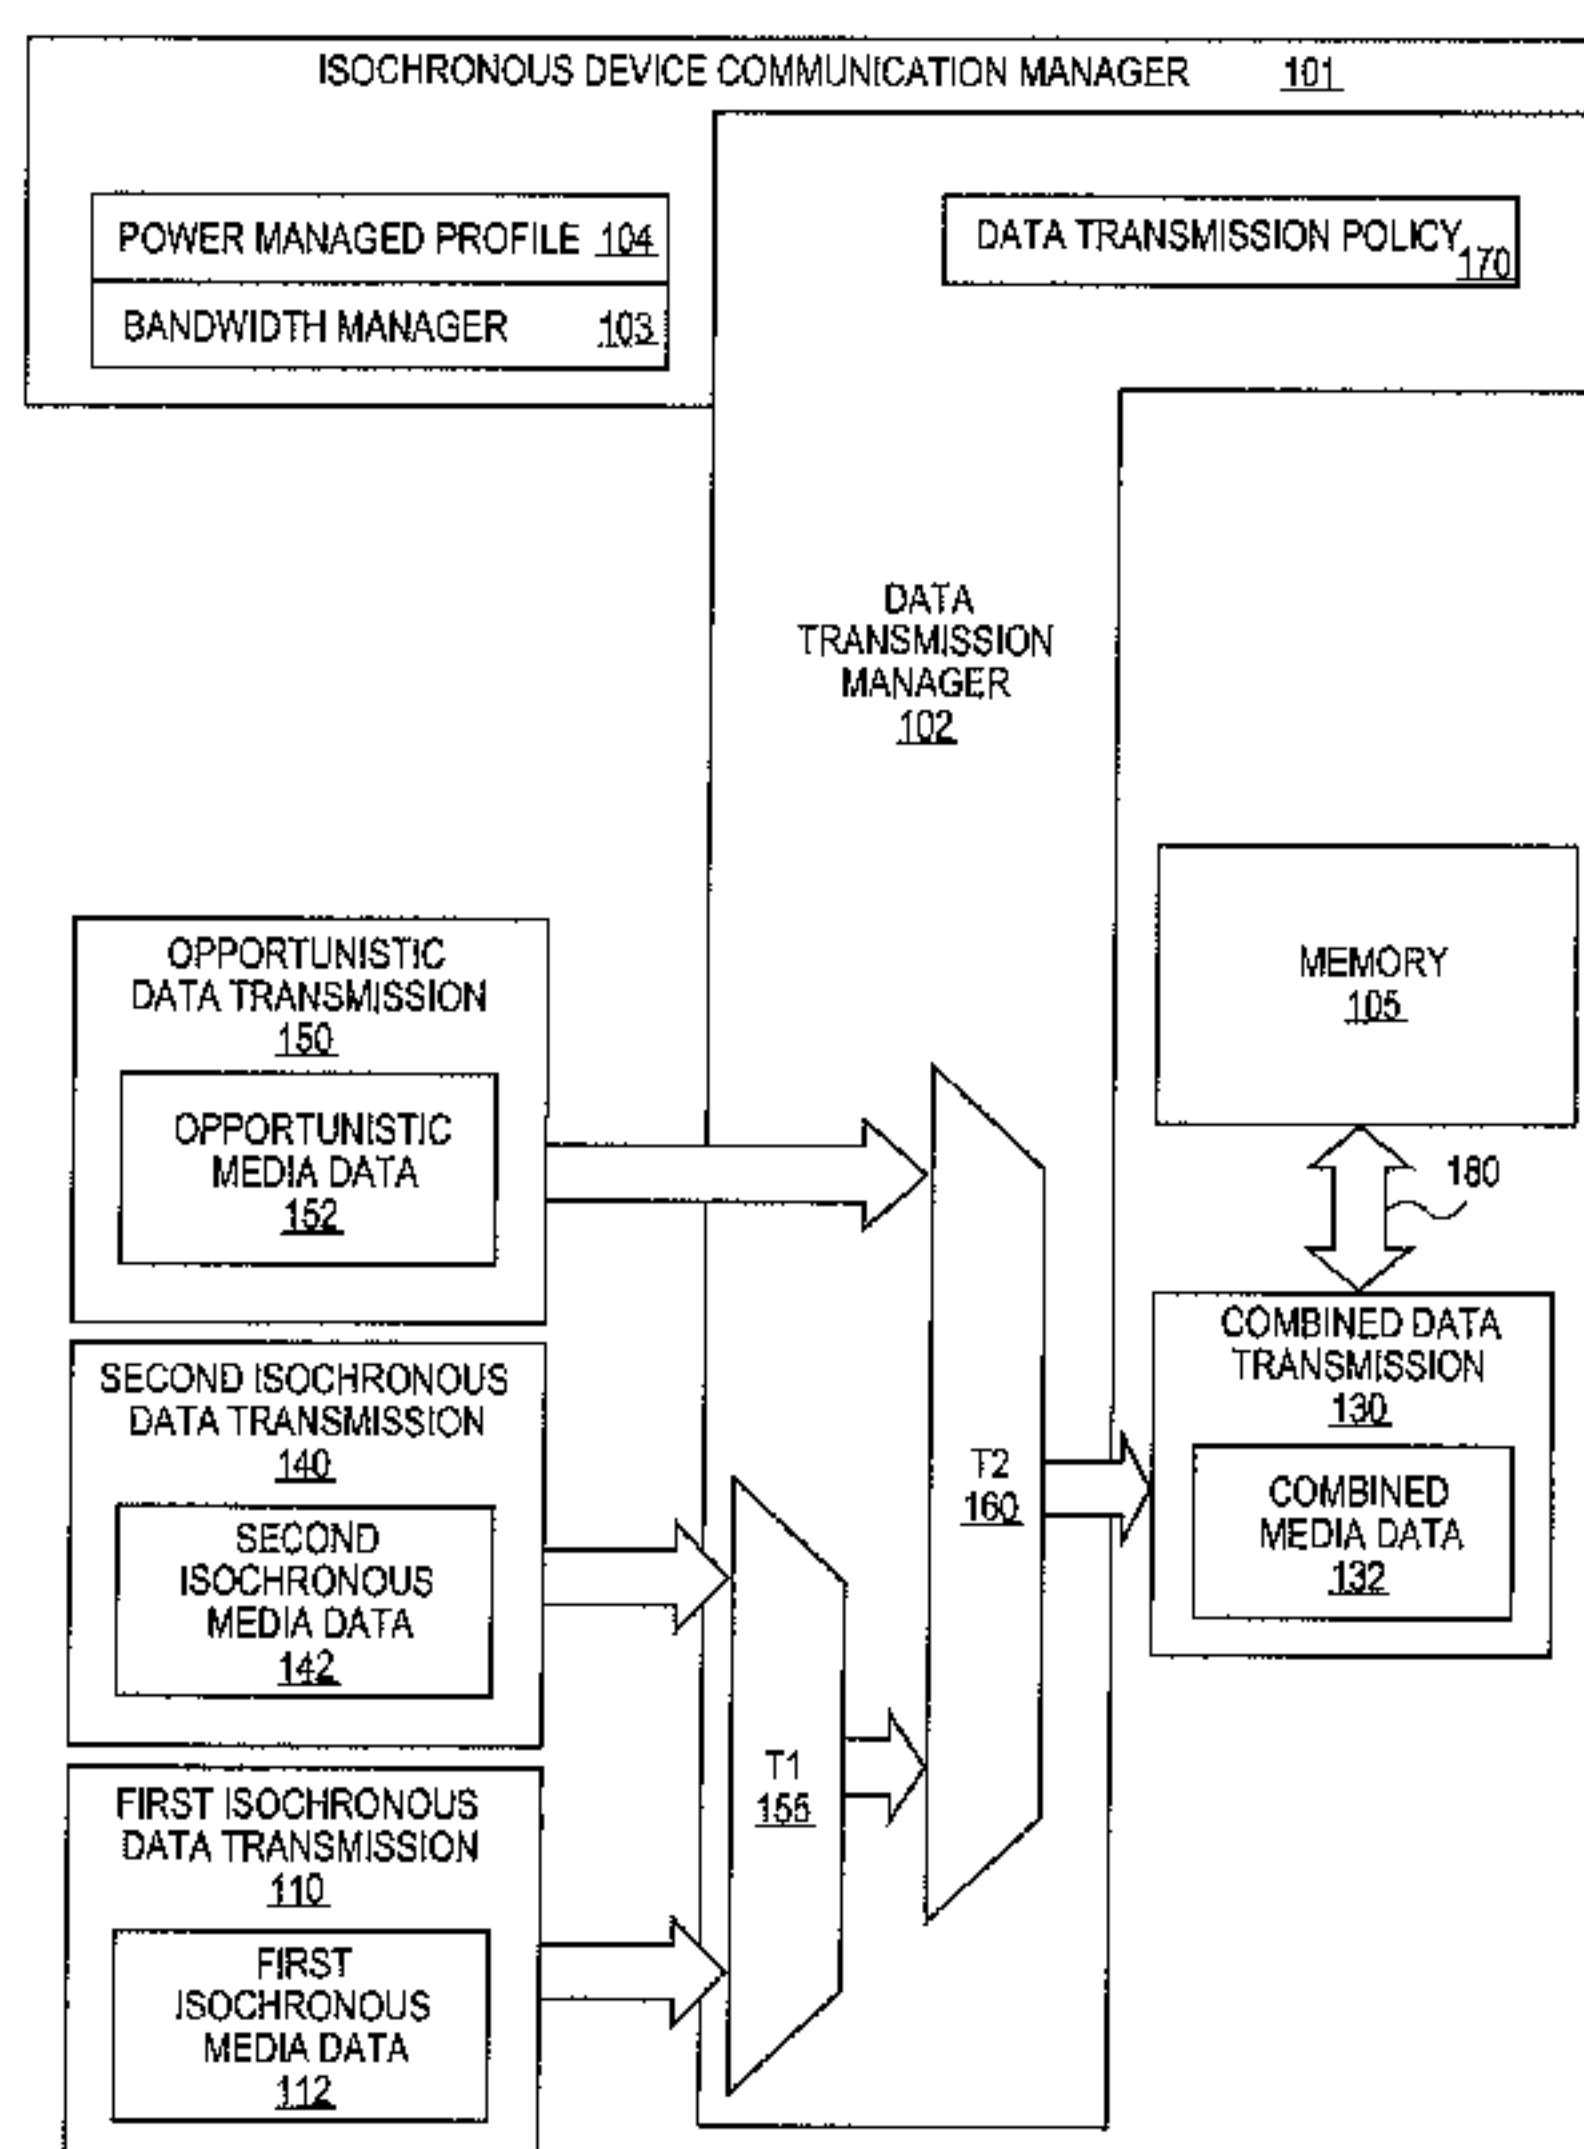 ISOCHRONOUS DEVICE COMMUNICATION MANAGER 101
POWER MANAGED PROFILE 104
BANDWIDTH MANAGER 103
DATA TRANSMISSION POLICY 170
DATA
TRANSMISSION
MANAGER
102
OPPORTUNISTIC
DATA TRANSMISSION
150
OPPORTUNISTIC
MEDIA DATA
152
MEMORY
105
180
SECOND ISOCHRONOUS
DATA TRANSMISSION
140
SECOND
ISOCHRONOUS
MEDIA DATA
142
COMBINED DATA
TRANSMISSION
130
COMBINED
MEDIA DATA
132
T2
160
T1
155
FIRST ISOCHRONOUS
DATA TRANSMISSION
110
FIRST
ISOCHRONOUS
MEDIA DATA
112